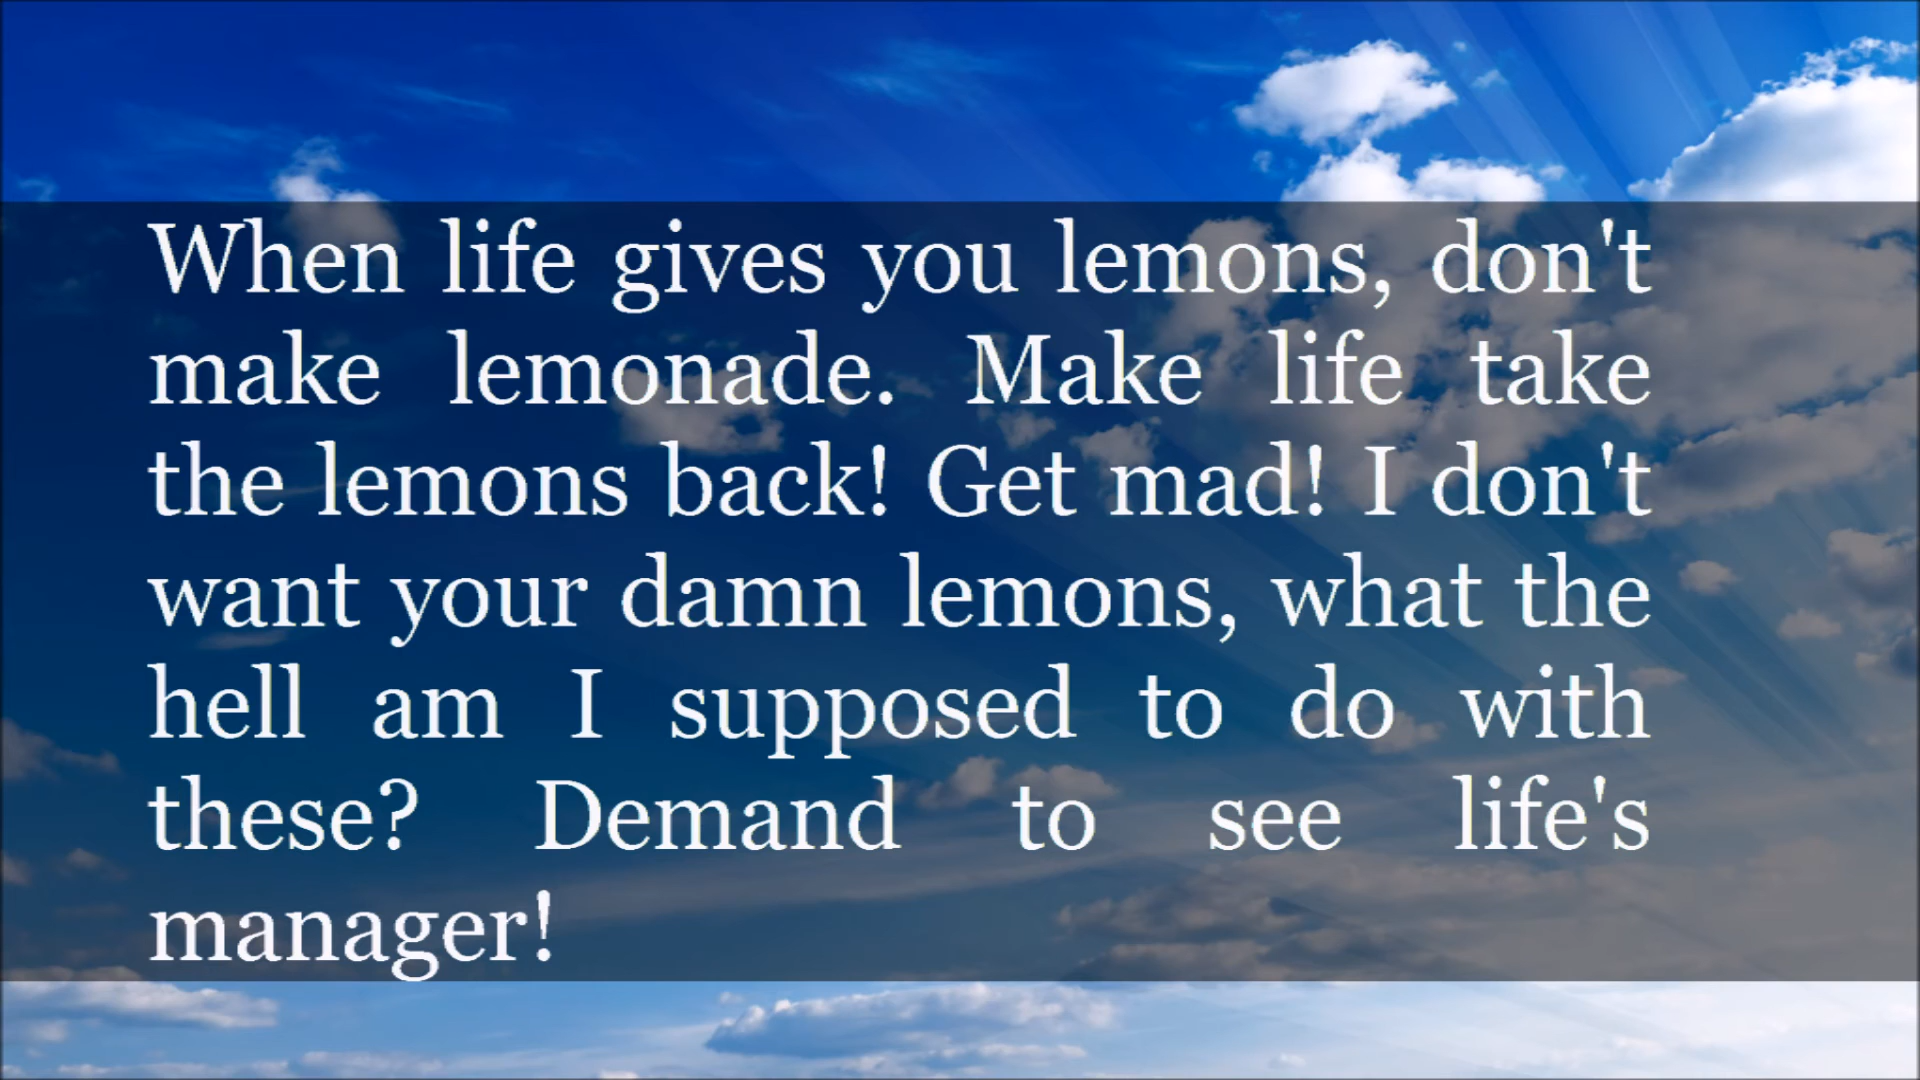 When life gives you lemons, don't
make lemonade. Make life take
the lemons back! Get mad! I don't
want your damn lemons, what the
hell am I supposed to do with
these? Demand to see life's
manager!